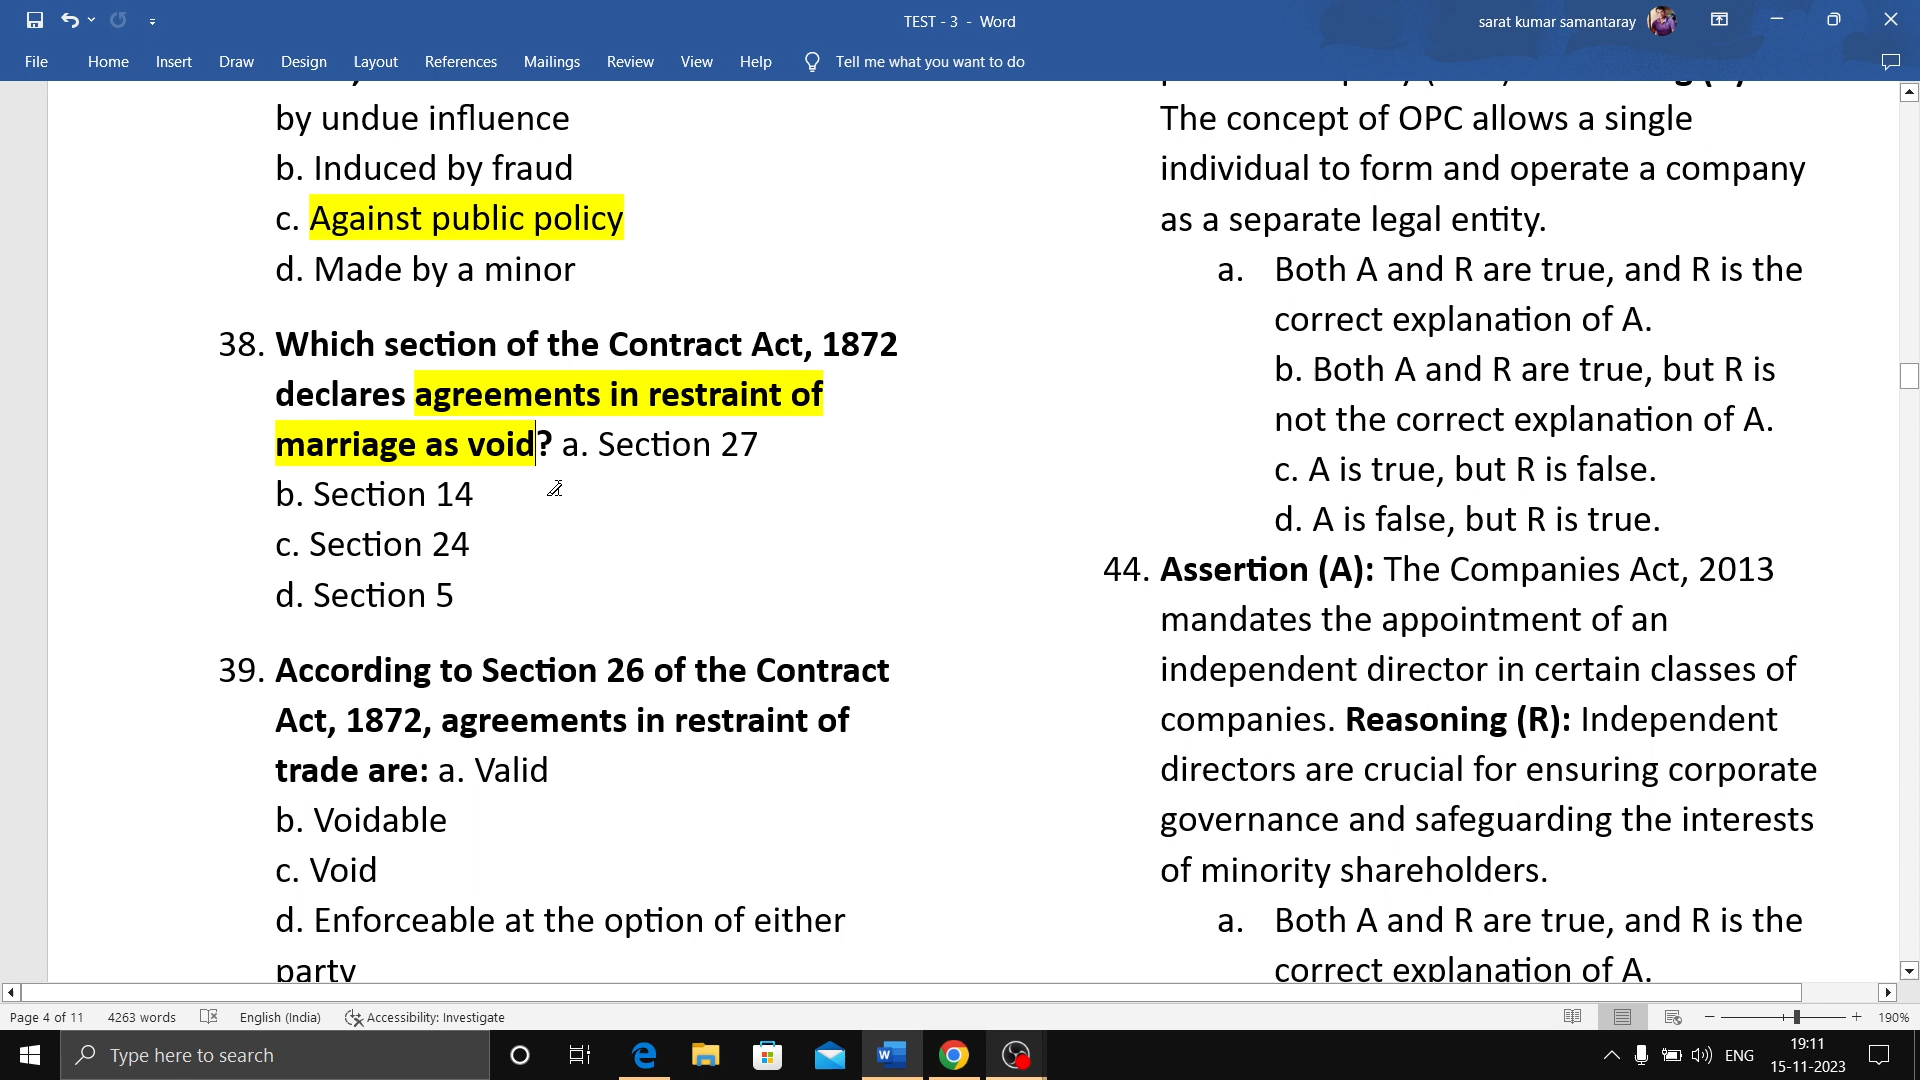 TEST - 3 - Word
sarat kumar samantaray
File Home Insert Draw Design Layout References Mailings Review View Help Tell me what you want to do
by undue influence
b. Induced by fraud
c. Against public policy
d. Made by a minor
38. Which section of the Contract Act, 1872
declares agreements in restraint of
marriage as void? a. Section 27
b. Section 14
c. Section 24
d. Section 5
39. According to Section 26 of the Contract
Act, 1872, agreements in restraint of
trade are: a. Valid
b. Voidable
c. Void
d. Enforceable at the option of either
party
The concept of OPC allows a single
individual to form and operate a company
as a separate legal entity.
a. Both A and R are true, and R is the
correct explanation of A.
b. Both A and R are true, but R is
not the correct explanation of A.
c. A is true, but R is false.
d. A is false, but R is true.
44. Assertion (A): The Companies Act, 2013
mandates the appointment of an
independent director in certain classes of
companies. Reasoning (R): Independent
directors are crucial for ensuring corporate
governance and safeguarding the interests
of minority shareholders.
a. Both A and R are true, and R is the
correct explanation of A.
Page 4 of 11 4263 words English (India) Accessibility: Investigate 190%
Type here to search
ENG
19:11
15-11-2023